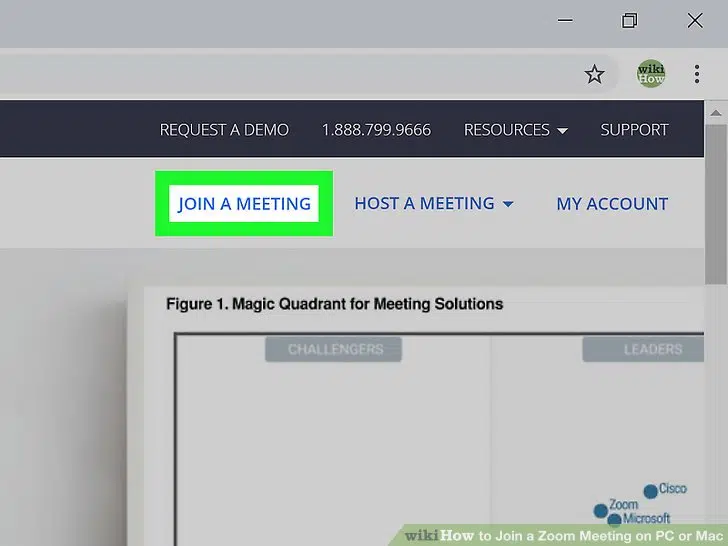 wiki
How
REQUEST A DEMO 1.888.799.9666 RESOURCES SUPPORT
JOIN A MEETING HOST A MEETING MY ACCOUNT
Figure 1. Magic Quadrant for Meeting Solutions
CHALLENGERS LEADERS
Cisco
Zoom
Microsoft
wikiHow to Join a Zoom Meeting on PC or Mac